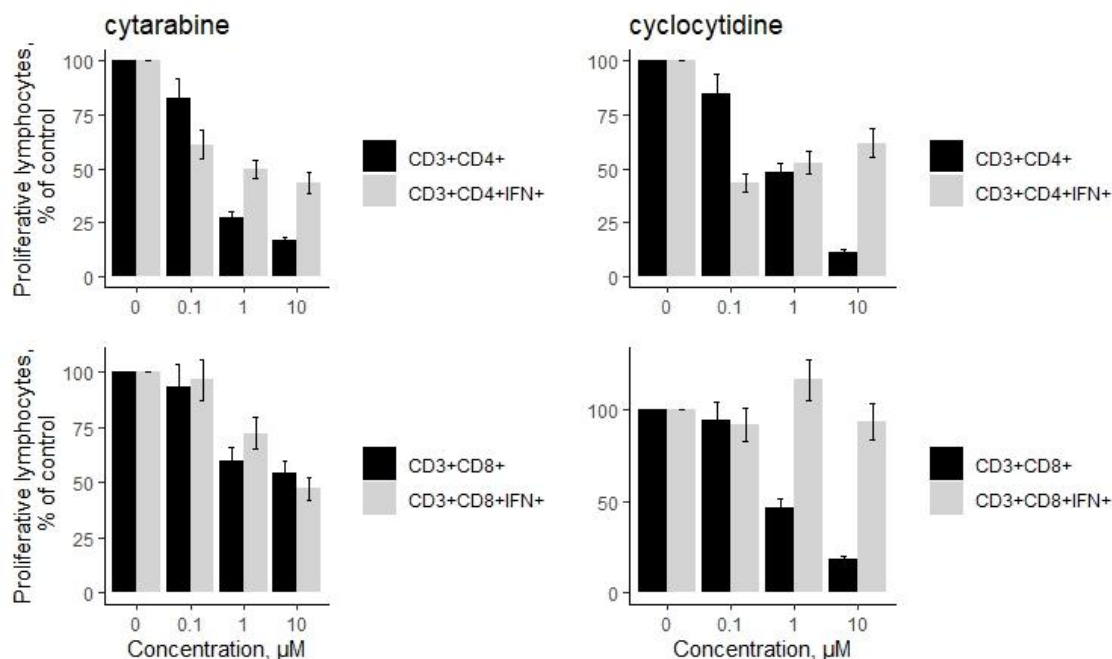 cytarabine
Proliferative lymphocytes,
% of control
100
75
50
25
0
0 0.1 1 10
CD3+CD4+
CD3+CD4+IFN+
cyclocytidine
100
75
50
25
0
0 0.1 1 10
CD3+CD4+
CD3+CD4+IFN+
Proliferative lymphocytes,
% of control
100
75
50
25
0
0 0.1 1 10
Concentration, µM
CD3+CD8+
CD3+CD8+IFN+
100
50
0
0 0.1 1 10
Concentration, µM
CD3+CD8+
CD3+CD8+IFN+